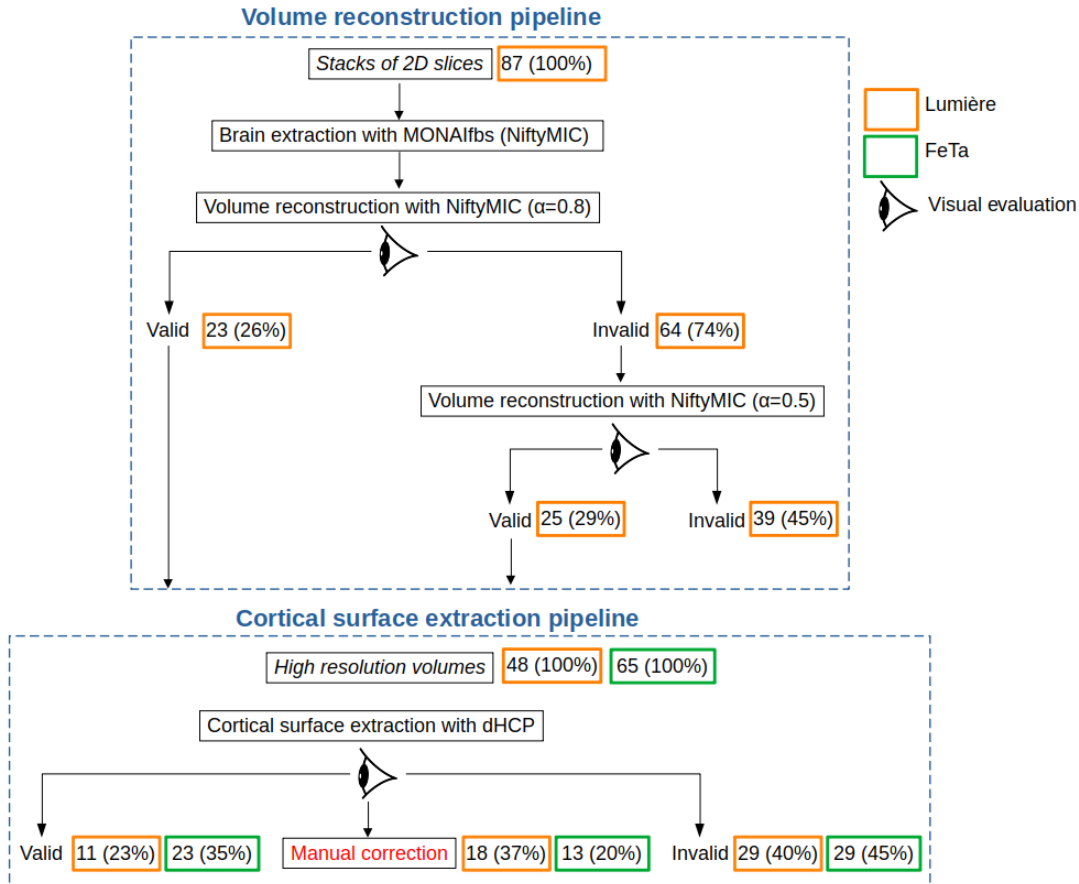 Volume reconstruction pipeline
Stacks of 2D slices 87 (100%)
Lumière
Brain extraction with MONAIfbs (NiftyMIC)
FeTa
Volume reconstruction with NiftyMIC (α=0.8)
Visual evaluation
Valid 23 (26%) Invalid 64 (74%)
Volume reconstruction with NiftyMIC (α=0.5)
Valid 25 (29%) Invalid 39 (45%)
Cortical surface extraction pipeline
High resolution volumes 48 (100%) 65 (100%)
Cortical surface extraction with dHCP
Valid 11 (23%) 23 (35%) Manual correction 18 (37%) 13 (20%) Invalid 29 (40%) 29 (45%)